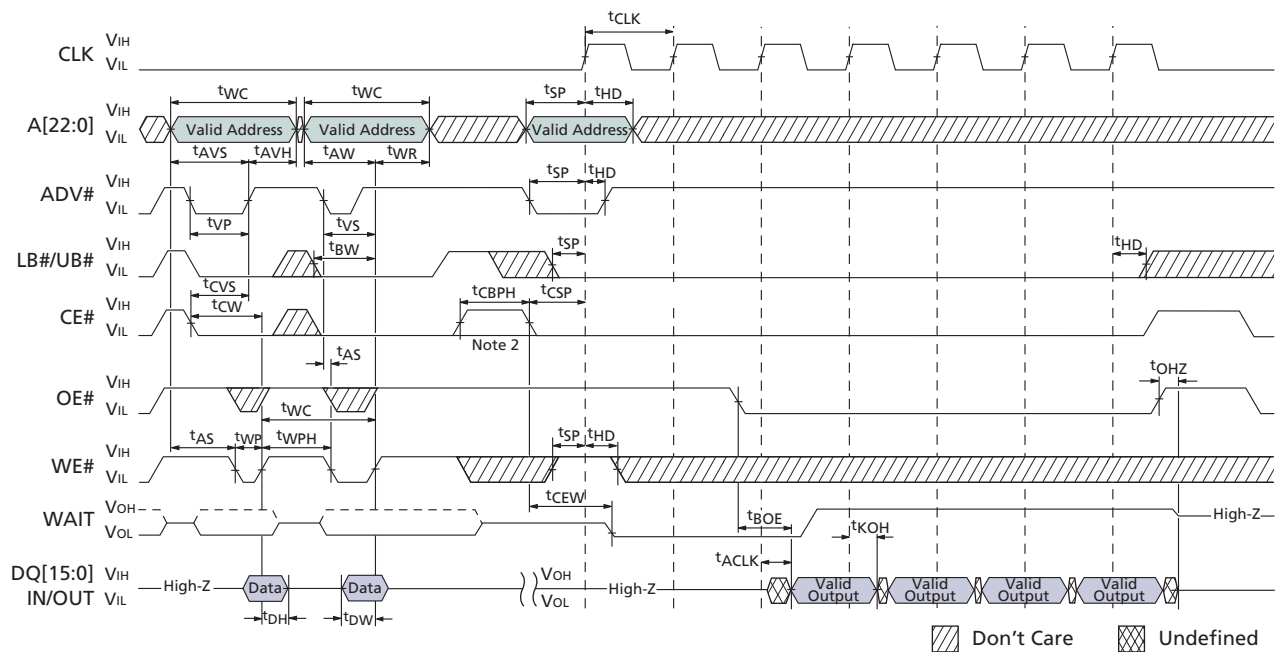 tCLK
CLK VIH
VIL
tWC tWC tSP tHD
A[22:0] VIH
VIL
Valid Address Valid Address Valid Address
tAVS tAVH tAW tWR
ADV# VIH
VIL
tSP tHD
tVP tVS
LB#/UB# VIH
VIL
tBW tSP tHD
tCVS
tCW tCBPH tCSP
CE# VIH
VIL
Note 2
tAS
OE# VIH
VIL
tOHZ
tWC
tAS tWP tWPH tSP tHD
WE# VIH
VIL
tCEW
WAIT VOH
VOL
High-Z
tBOE tKOH
tACLK
DQ[15:0] VIH
IN/OUT VIL
High-Z Data Data VOH
VOL
High-Z Valid Output Valid Output Valid Output Valid Output
tDH tDW
Don't Care Undefined